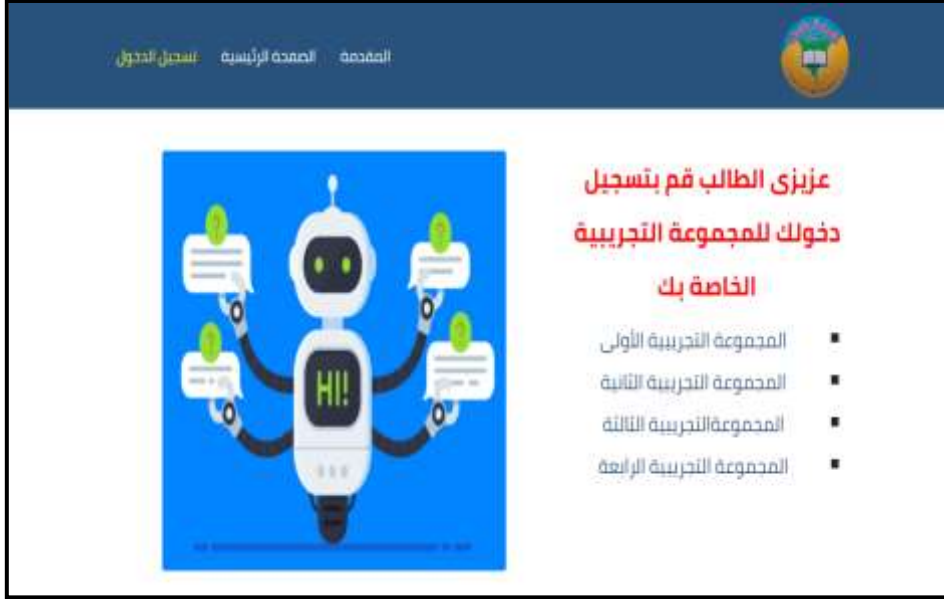 المقدمة الصفحة الرئيسية تسجيل الدخول
عزيزى الطالب قم بتسجيل
دخولك للمجموعة التجريبية
الخاصة بك
المجموعة التجريبية الأولى
المجموعة التجريبية الثانية
المجموعةالتجريبية الثالثة
المجموعة التجريبية الرابعة
?
?
?
?
HI!